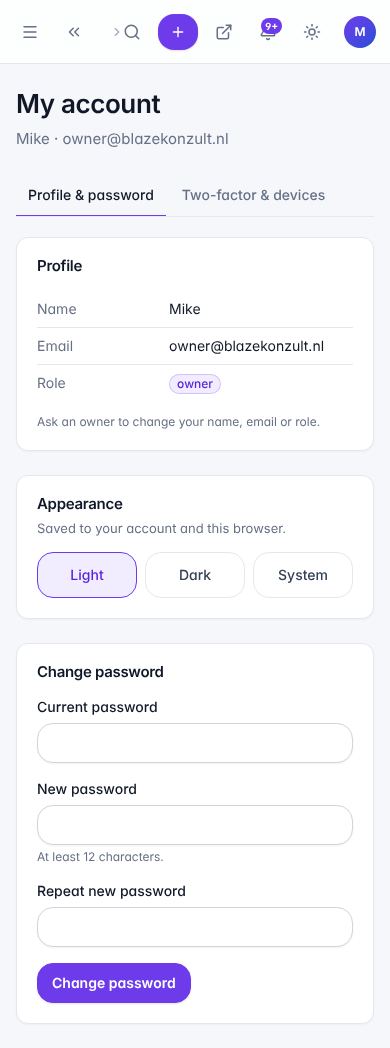 9+
M
My account
Mike · owner@blazekonzult.nl
Profile & password
Two-factor & devices
Profile
Name Mike
Email owner@blazekonzult.nl
Role owner
Ask an owner to change your name, email or role.
Appearance
Saved to your account and this browser.
Light Dark System
Change password
Current password
New password
At least 12 characters.
Repeat new password
Change password